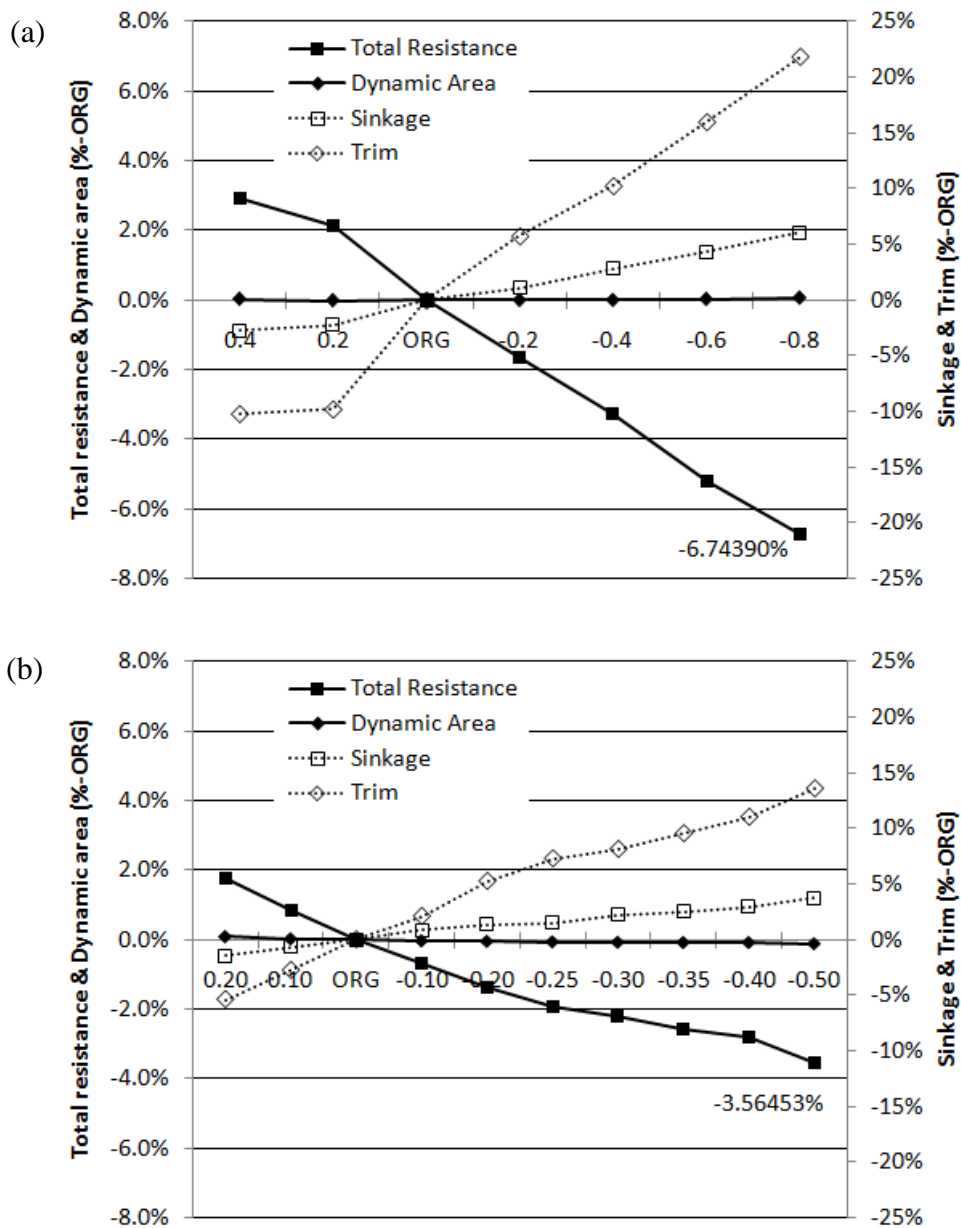 (a)
Total resistance & Dynamic area (%-ORG)
8.0%
6.0%
4.0%
2.0%
0.0%
-2.0%
-4.0%
-6.0%
-8.0%
Total Resistance
Dynamic Area
Sinkage
Trim
0.4 0.2 ORG -0.2 -0.4 -0.6 -0.8
-6.74390%
25%
20%
15%
10%
5%
0%
-5%
-10%
-15%
-20%
-25%
Sinkage & Trim (%-ORG)
(b)
Total resistance & Dynamic area (%-ORG)
8.0%
6.0%
4.0%
2.0%
0.0%
-2.0%
-4.0%
-6.0%
-8.0%
Total Resistance
Dynamic Area
Sinkage
Trim
0.20 0.10 ORG -0.10 -0.20 -0.25 -0.30 -0.35 -0.40 -0.50
-3.56453%
25%
20%
15%
10%
5%
0%
-5%
-10%
-15%
-20%
-25%
Sinkage & Trim (%-ORG)